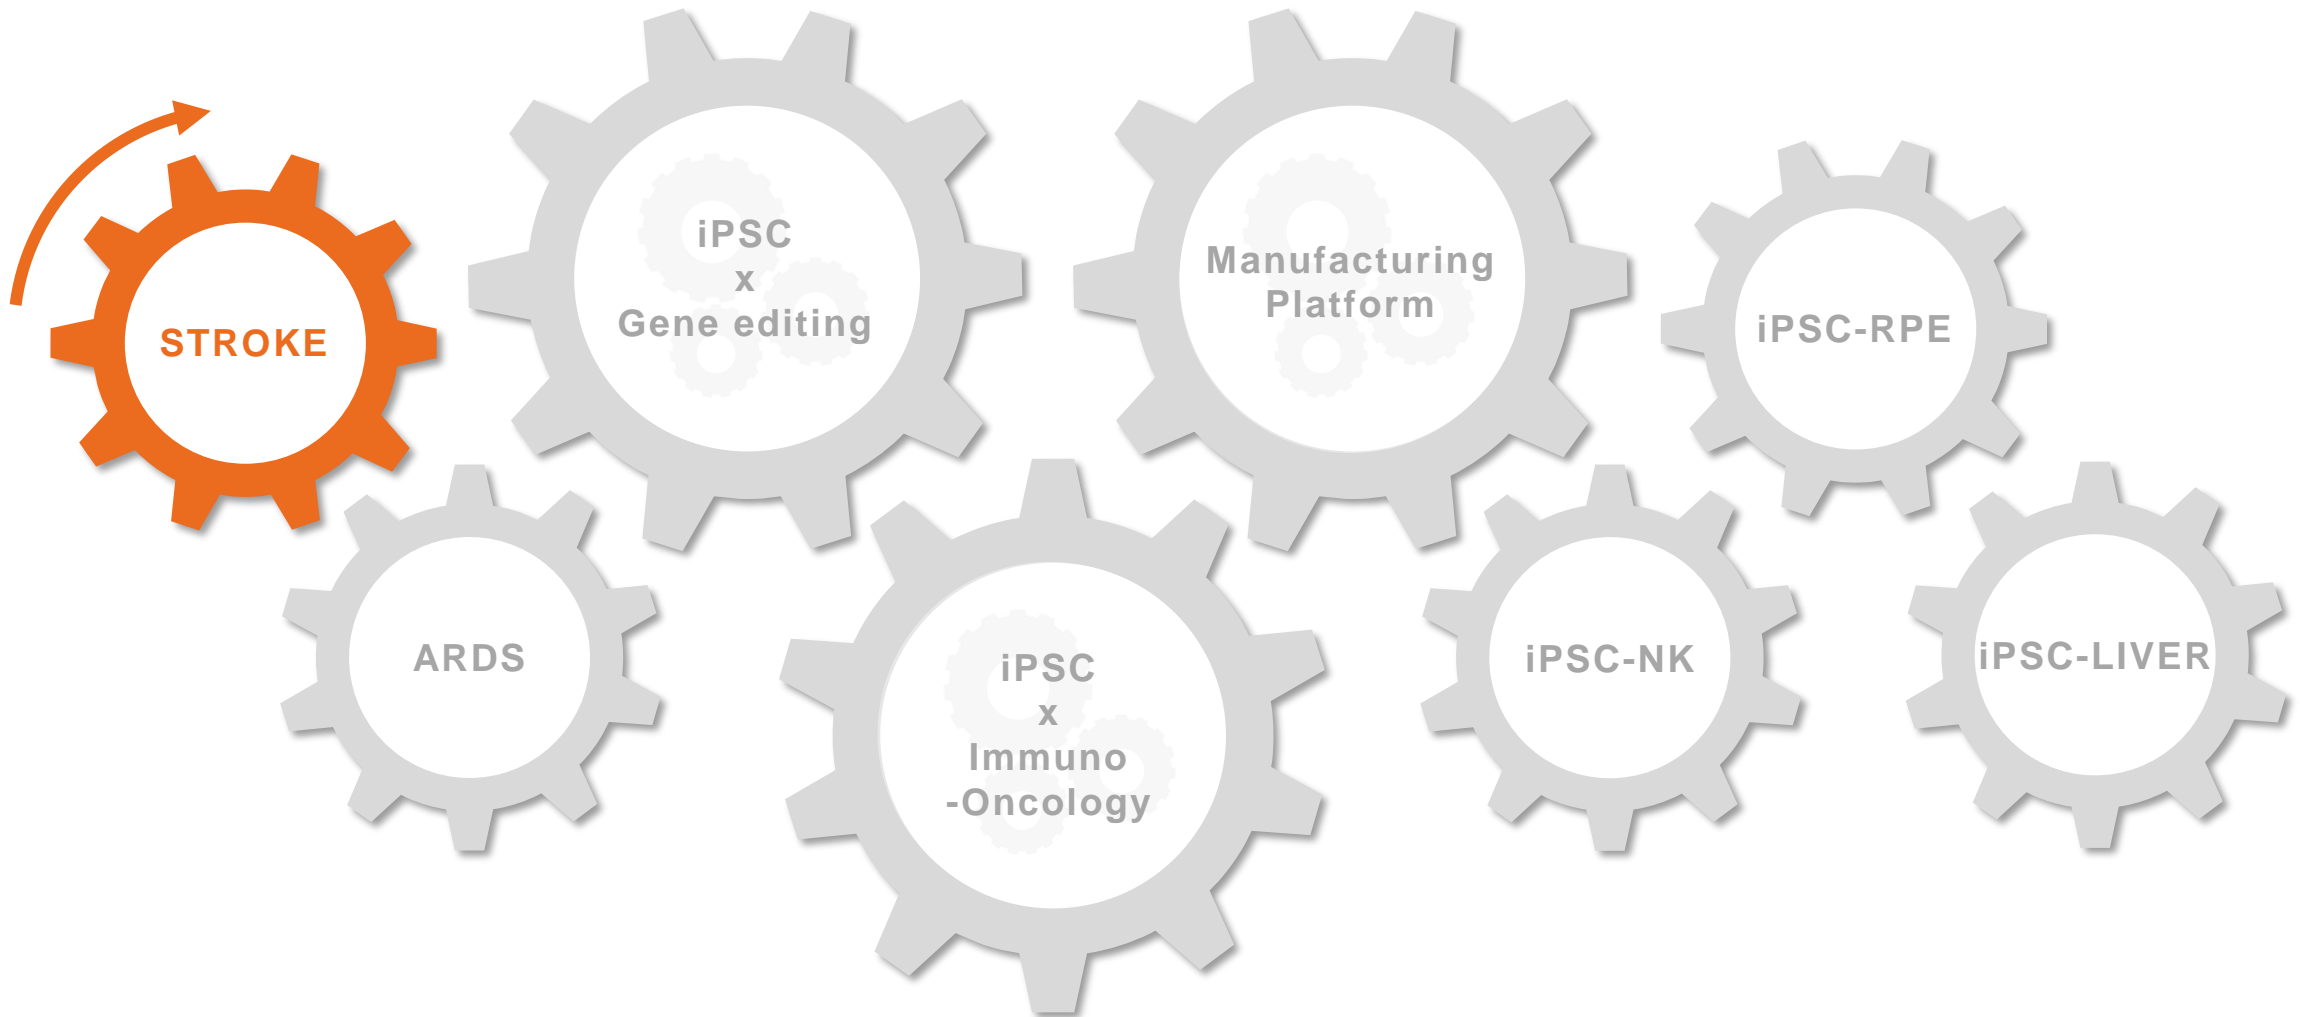 STROKE
iPSC
x
Gene editing
Manufacturing
Platform
iPSC-RPE
ARDS
iPSC
x
Immuno
-Oncology
iPSC-NK
iPSC-LIVER